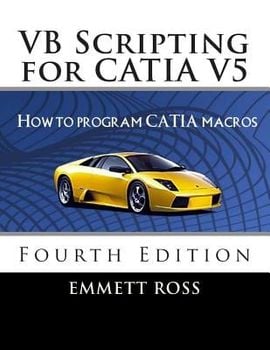 VB Scripting
for CATIA V5
How to program CATIA macros
Fourth Edition
EMMETT ROSS